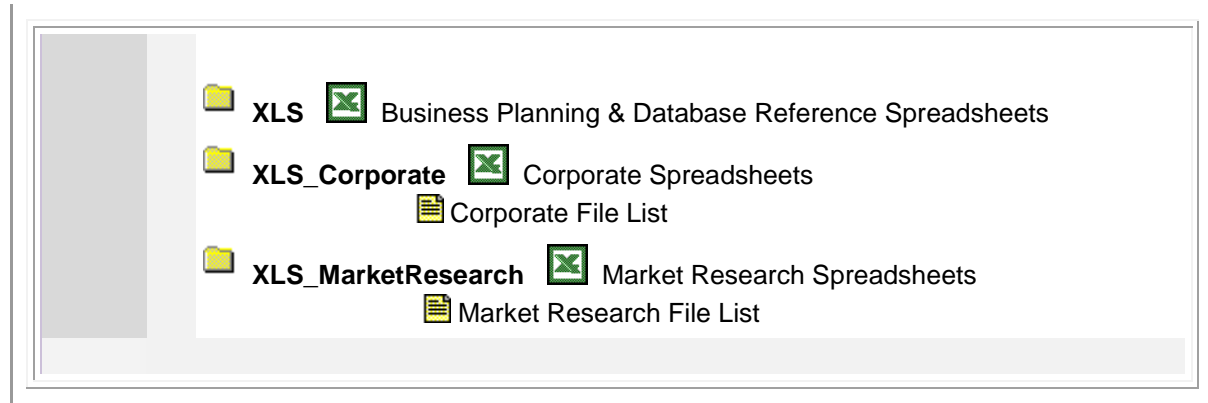 XLS Business Planning & Database Reference Spreadsheets
XLS_Corporate Corporate Spreadsheets
Corporate File List
XLS_MarketResearch Market Research Spreadsheets
Market Research File List